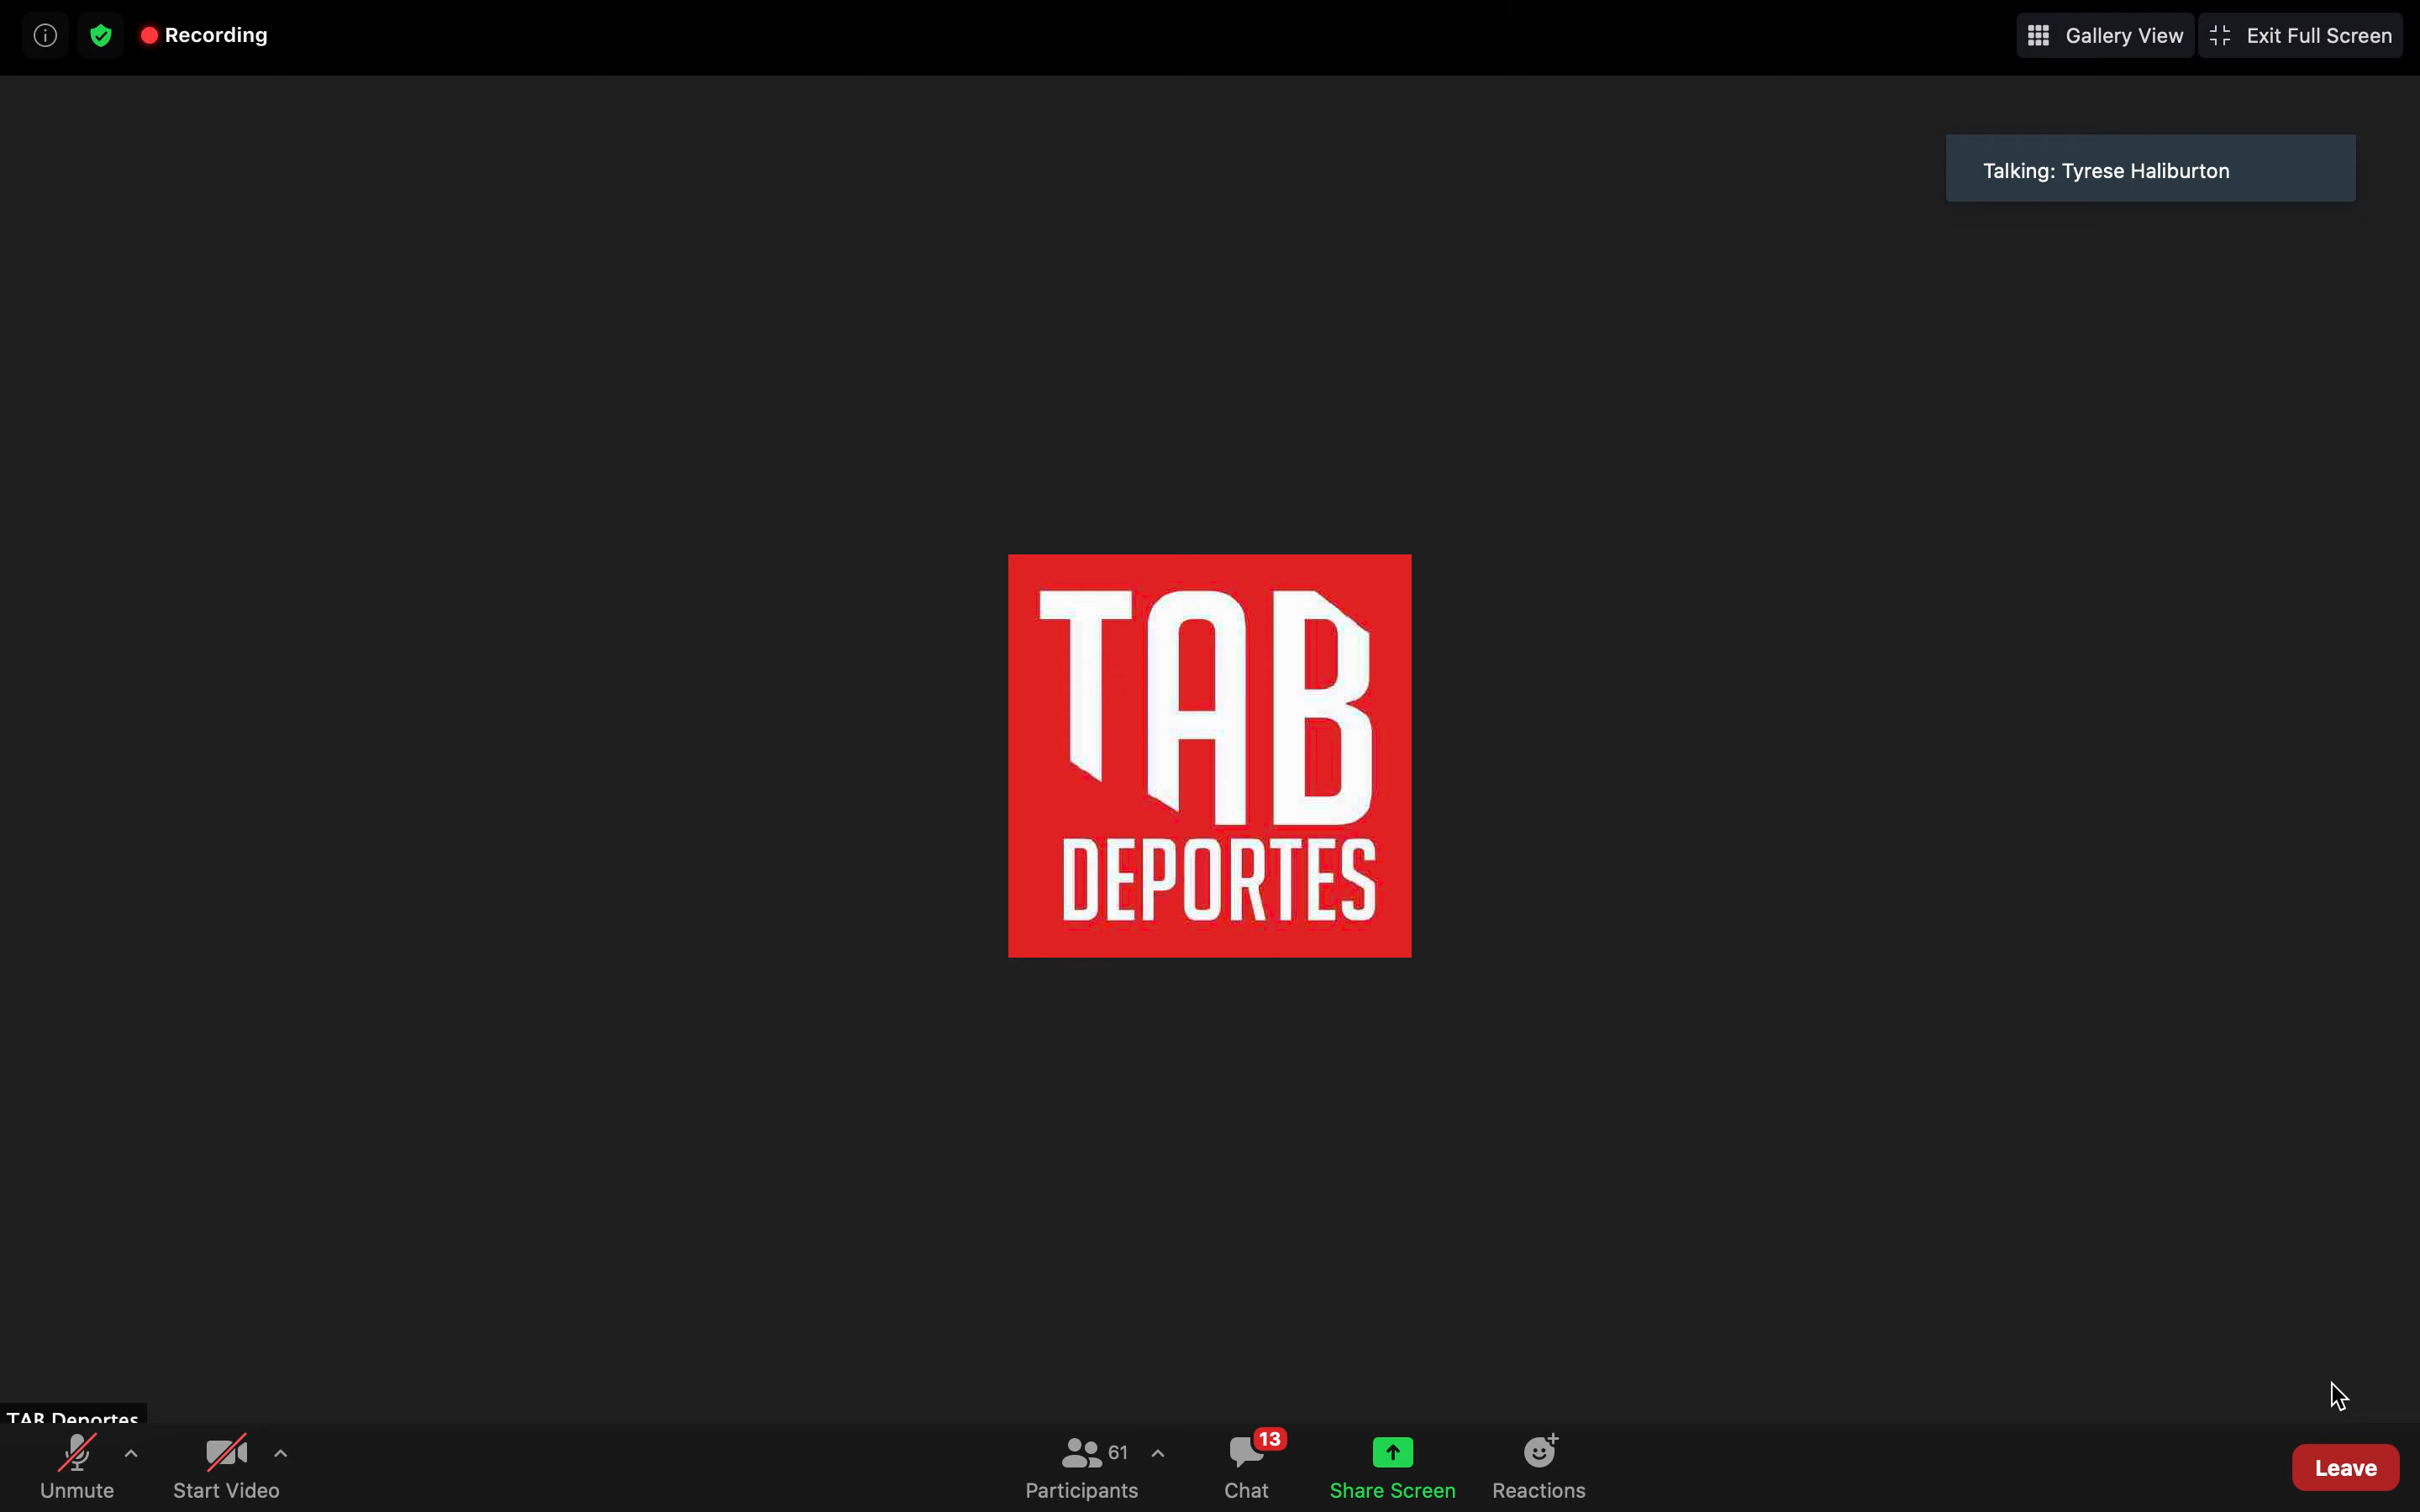 Recording
Gallery View
Exit Full Screen
Talking: Tyrese Haliburton
TAB
DEPORTES
TAB Deportes
Unmute
Start Video
61
Participants
13
Chat
Share Screen
Reactions
Leave